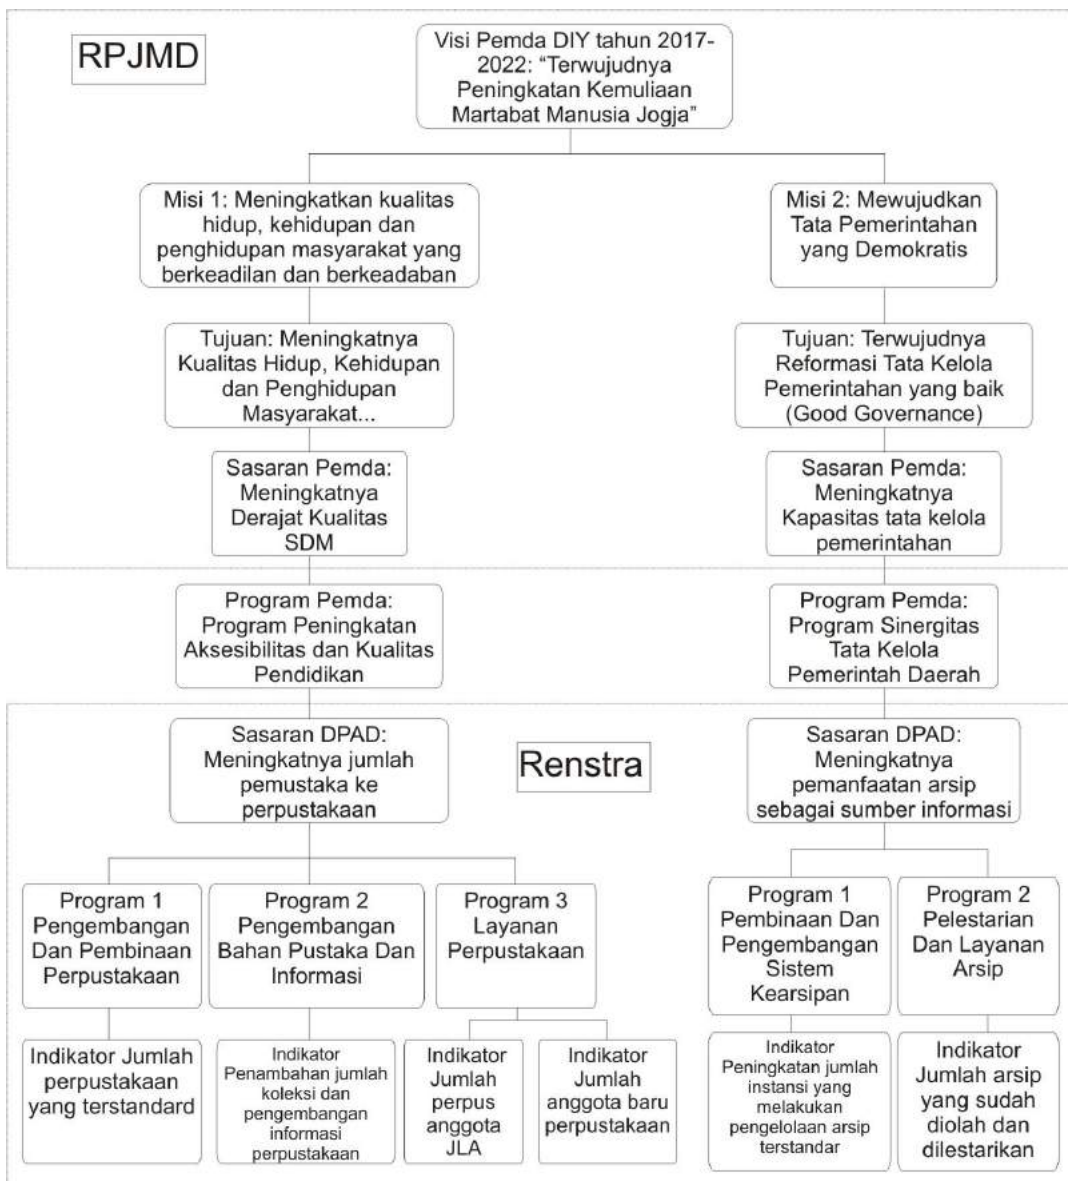 RPJMD
Visi Pemda DIY tahun 2017-
2022: “Terwujudnya
Peningkatan Kemuliaan
Martabat Manusia Jogja”
Misi 1: Meningkatkan kualitas
hidup, kehidupan dan
penghidupan masyarakat yang
berkeadilan dan berkeadaban
Misi 2: Mewujudkan
Tata Pemerintahan
yang Demokratis
Tujuan: Meningkatnya
Kualitas Hidup, Kehidupan
dan Penghidupan
Masyarakat...
Tujuan: Terwujudnya
Reformasi Tata Kelola
Pemerintahan yang baik
(Good Governance)
Sasaran Pemda:
Meningkatnya
Derajat Kualitas
SDM
Sasaran Pemda:
Meningkatnya
Kapasitas tata kelola
pemerintahan
Program Pemda:
Program Peningkatan
Aksesibilitas dan Kualitas
Pendidikan
Program Pemda:
Program Sinergitas
Tata Kelola
Pemerintah Daerah
Renstra
Sasaran DPAD:
Meningkatnya jumlah
pemustaka ke
perpustakaan
Sasaran DPAD:
Meningkatnya
pemanfaatan arsip
sebagai sumber informasi
Program 1
Pengembangan
Dan Pembinaan
Perpustakaan
Program 2
Pengembangan
Bahan Pustaka Dan
Informasi
Program 3
Layanan
Perpustakaan
Program 1
Pembinaan Dan
Pengembangan
Sistem
Kearsipan
Program 2
Pelestarian
Dan Layanan
Arsip
Indikator Jumlah
perpustakaan
yang terstandard
Indikator
Penambahan jumlah
koleksi dan
pengembangan
informasi
perpustakaan
Indikator
Jumlah
perpus
anggota
JLA
Indikator
Jumlah
anggota baru
perpustakaan
Indikator
Peningkatan jumlah
instansi yang
melakukan
pengelolaan arsip
terstandar
Indikator
Jumlah arsip
yang sudah
diolah dan
dilestarikan